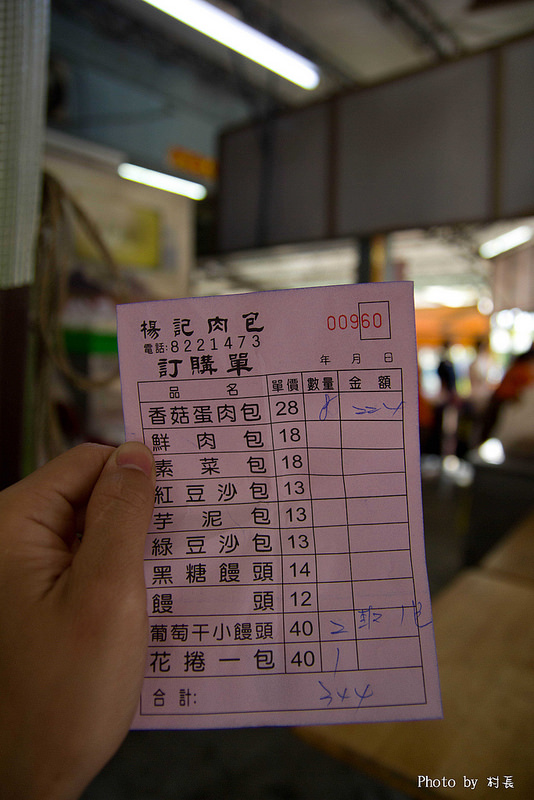 楊記肉包 00960
電話:8221473
訂購單 年 月 日
品 名 單價 數量 金 額
香菇蛋肉包 28 8 224
鮮肉包 18
素菜包 18
紅豆沙包 13
芋泥包 13
綠豆沙包 13
黑糖饅頭 14
饅頭 12
葡萄干小饅頭 40 2
花捲一包 40 1
合計: 344
Photo by 村長